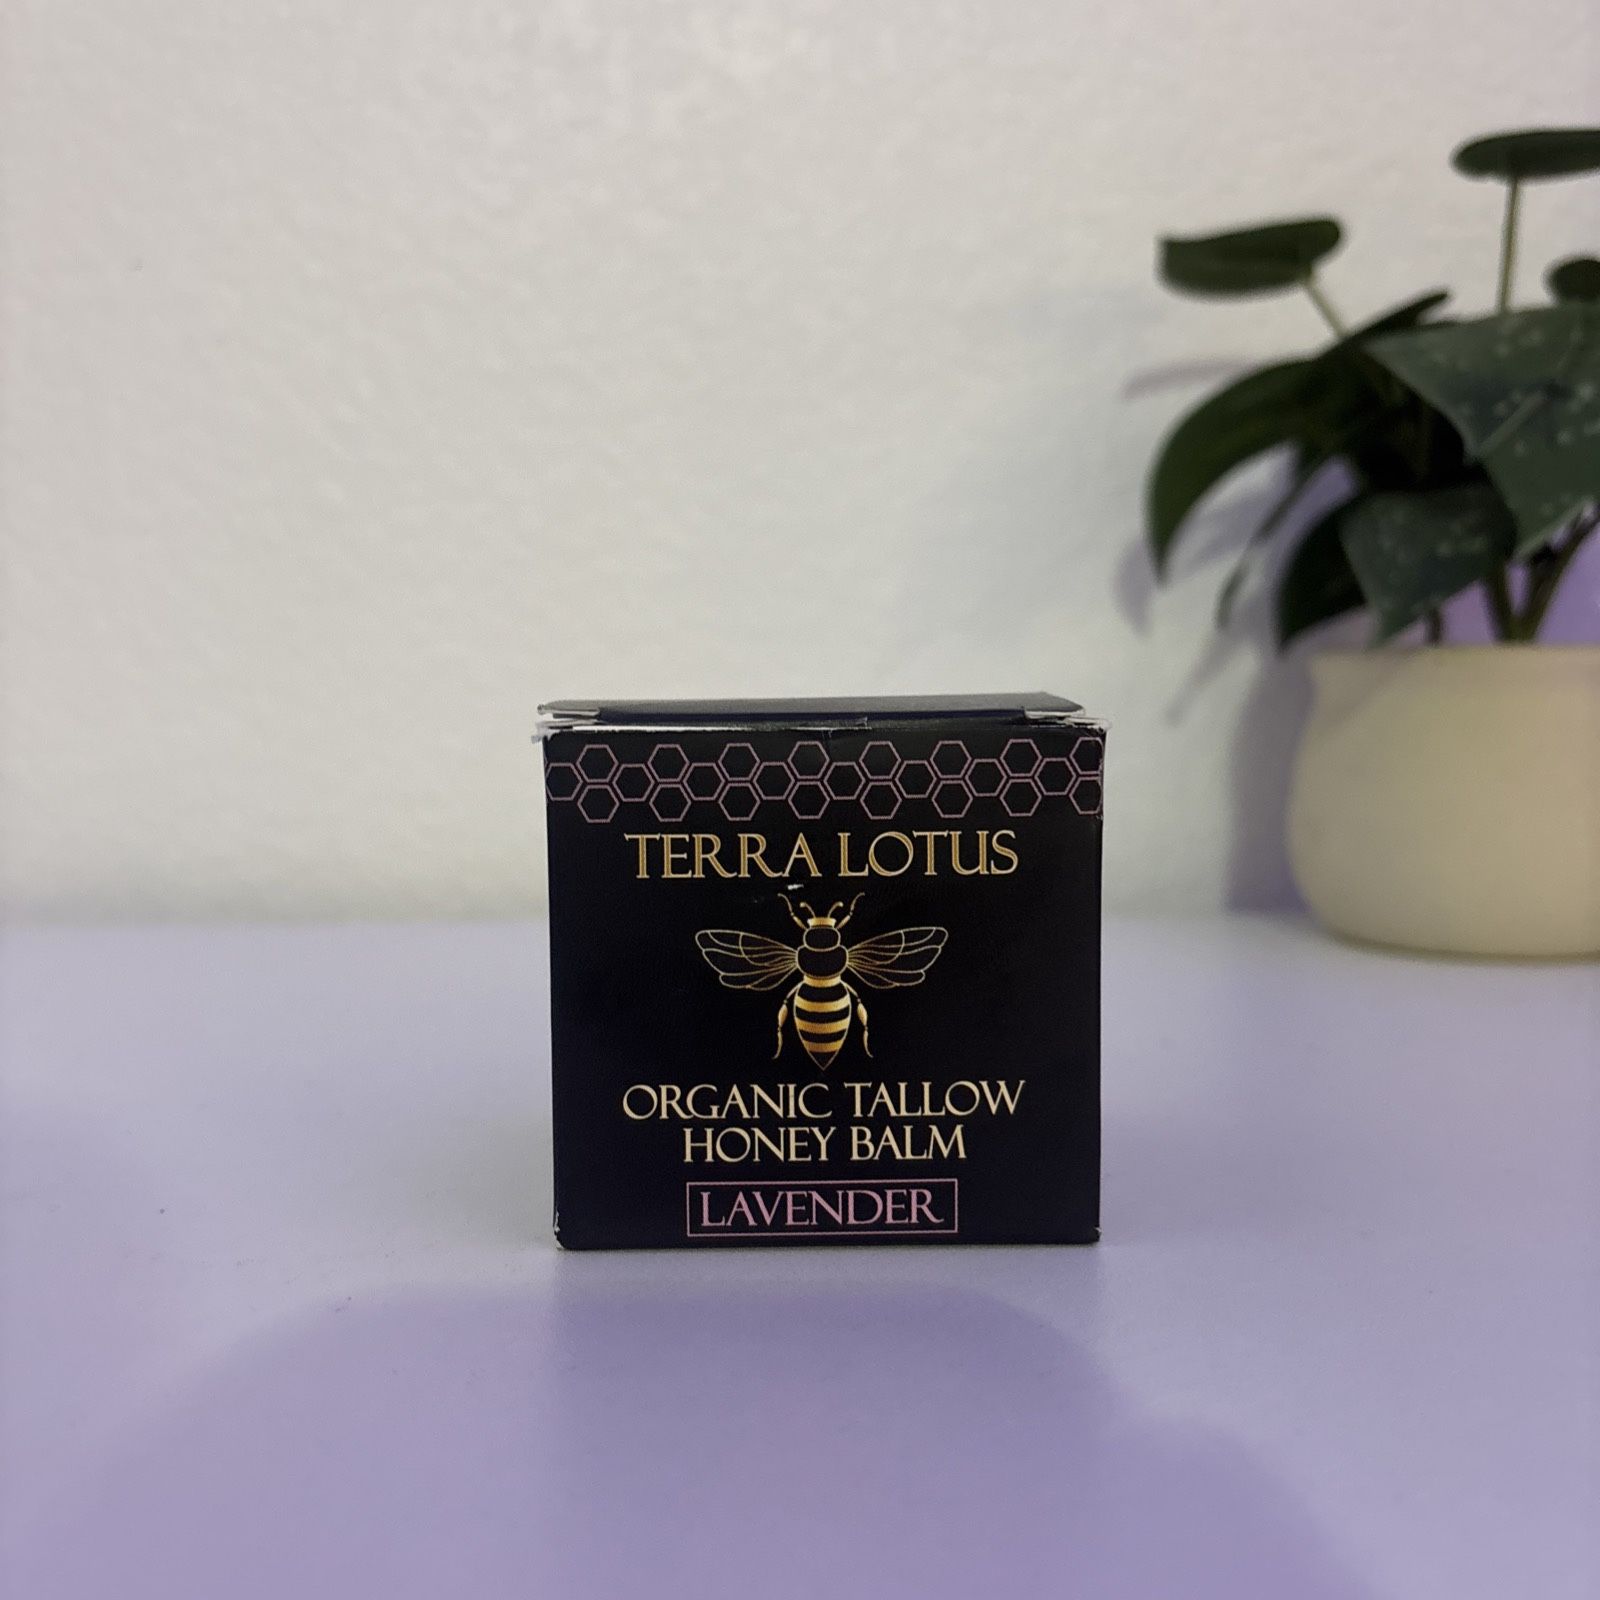 TERRA LOTUS
ORGANIC TALLOW
HONEY BALM
LAVENDER